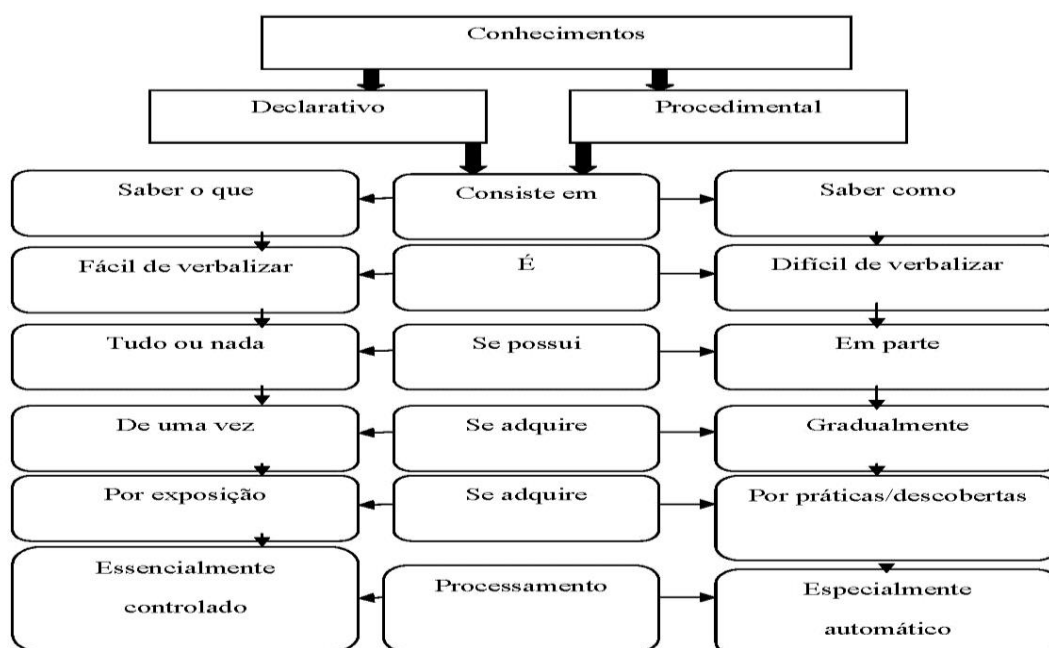 Conhecimentos
Declarativo
Procedimental
Saber o que
Consiste em
Saber como
Fácil de verbalizar
É
Difícil de verbalizar
Tudo ou nada
Se possui
Em parte
De uma vez
Se adquire
Gradualmente
Por exposição
Se adquire
Por práticas/descobertas
Essencialmente
controlado
Processamento
Especialmente
automático